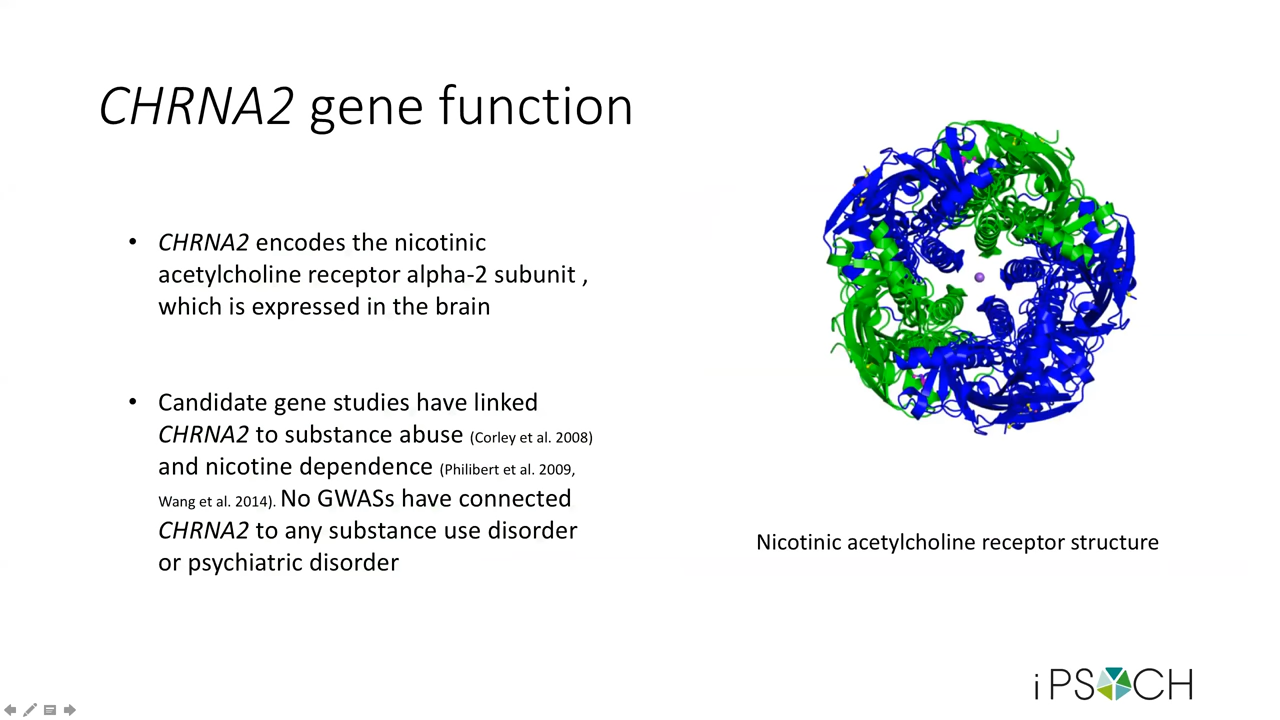 CHRNA2 gene function
• CHRNA2 encodes the nicotinic
acetylcholine receptor alpha-2 subunit ,
which is expressed in the brain
• Candidate gene studies have linked
CHRNA2 to substance abuse (Corley et al. 2008)
and nicotine dependence (Philibert et al. 2009,
Wang et al. 2014). No GWASs have connected
CHRNA2 to any substance use disorder
or psychiatric disorder
Nicotinic acetylcholine receptor structure
iPSYCH